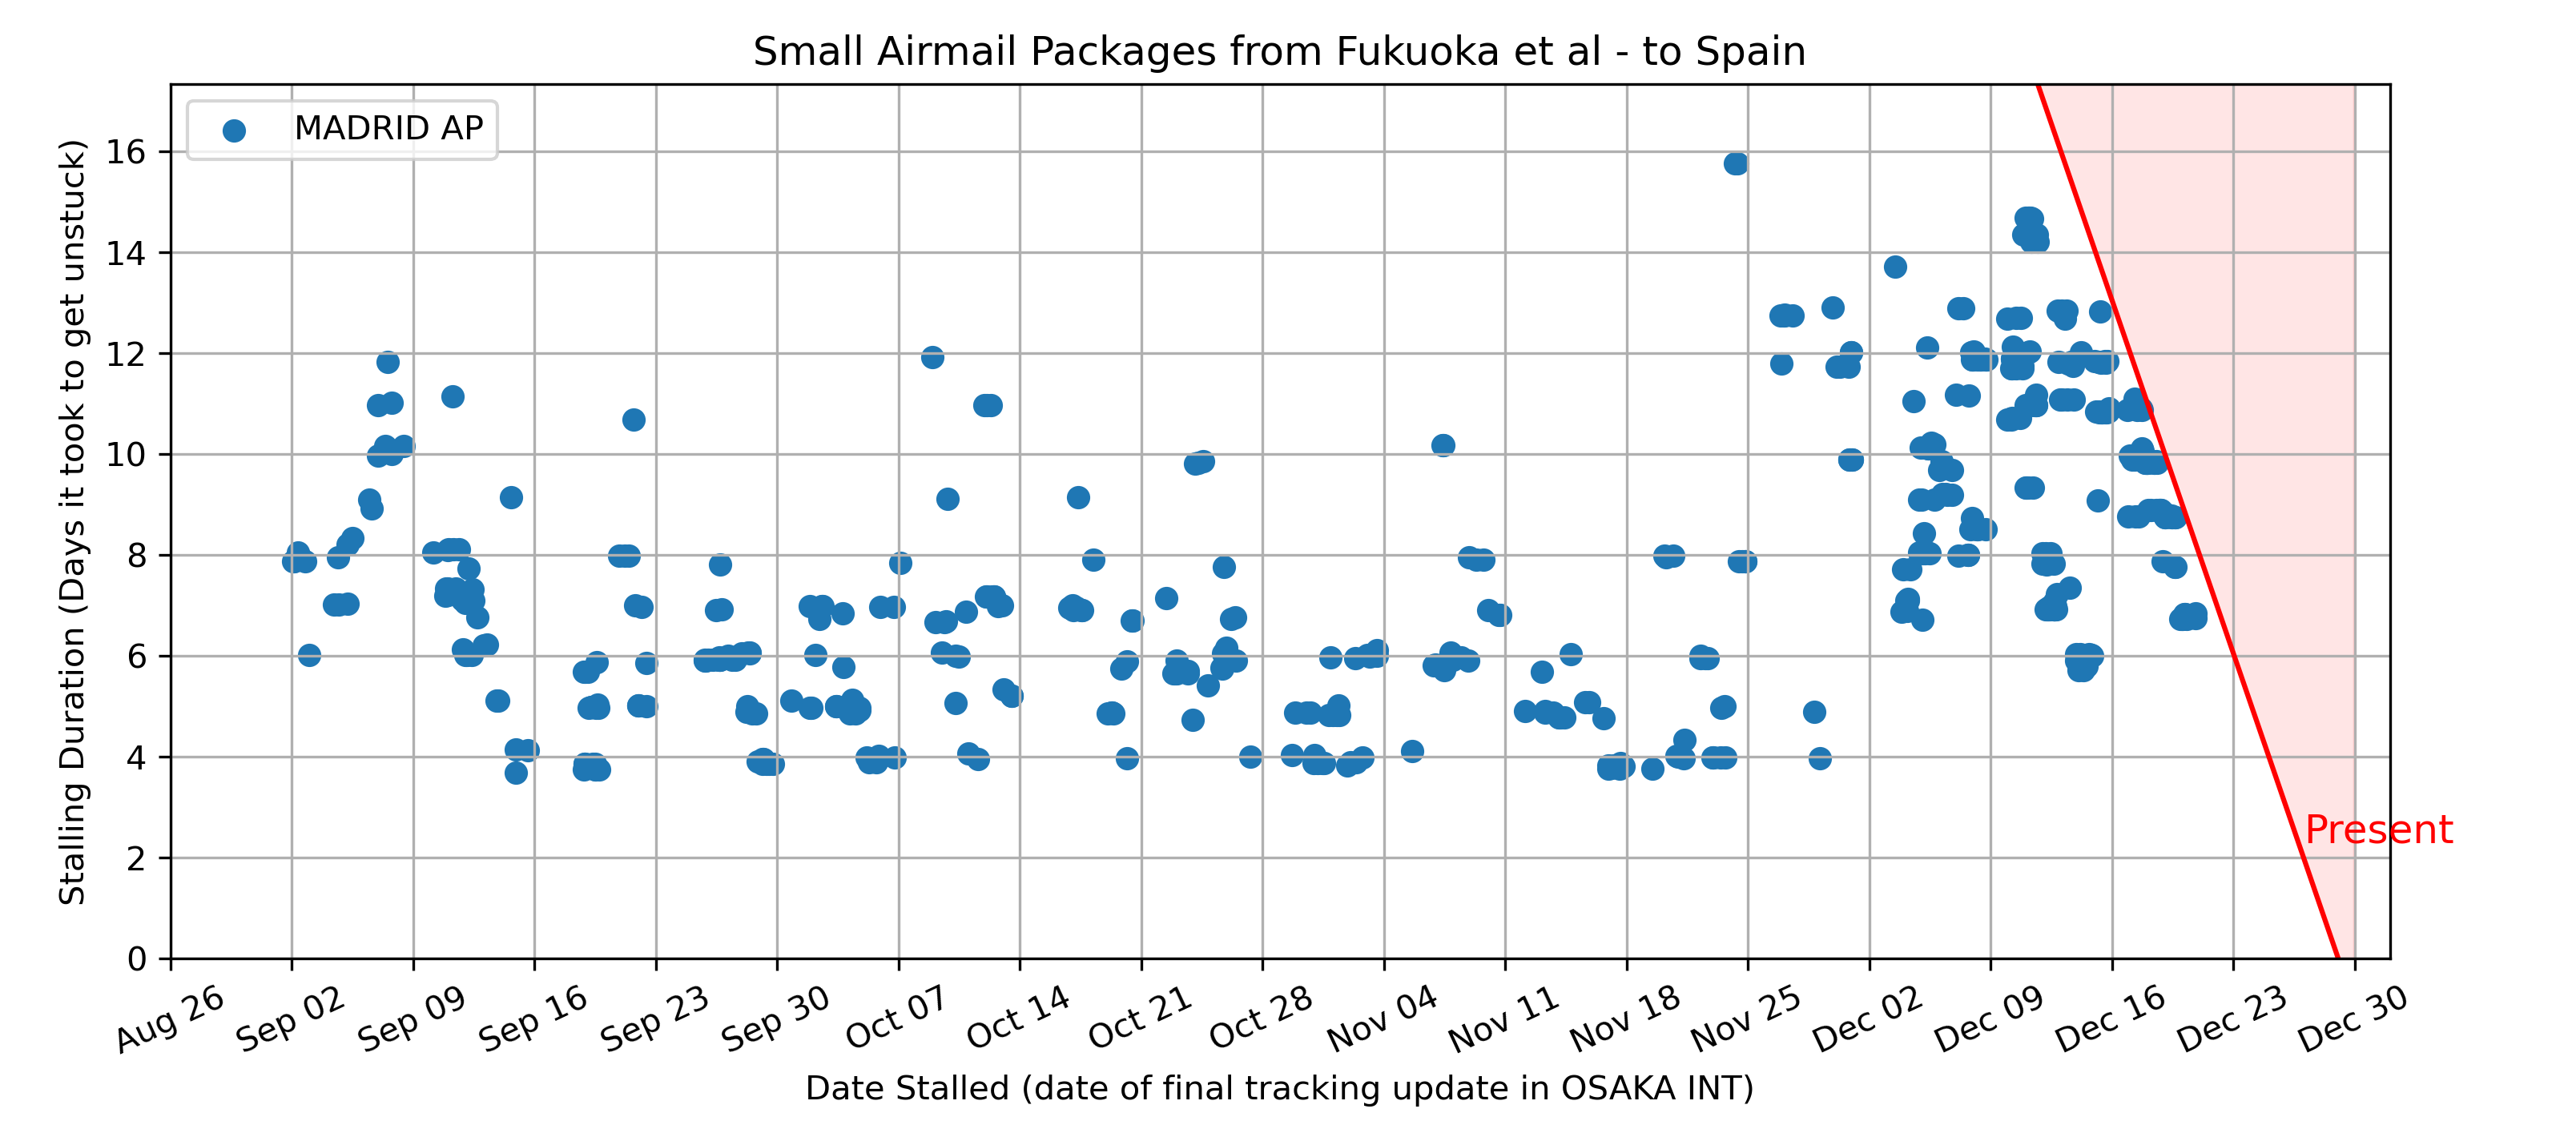 Small Airmail Packages from Fukuoka et al - to Spain
MADRID AP
Stalling Duration (Days it took to get unstuck)
16
14
12
10
8
6
4
2
0
Present
Aug 26
Sep 02
Sep 09
Sep 16
Sep 23
Sep 30
Oct 07
Oct 14
Oct 21
Oct 28
Nov 04
Nov 11
Nov 18
Nov 25
Dec 02
Dec 09
Dec 16
Dec 23
Dec 30
Date Stalled (date of final tracking update in OSAKA INT)